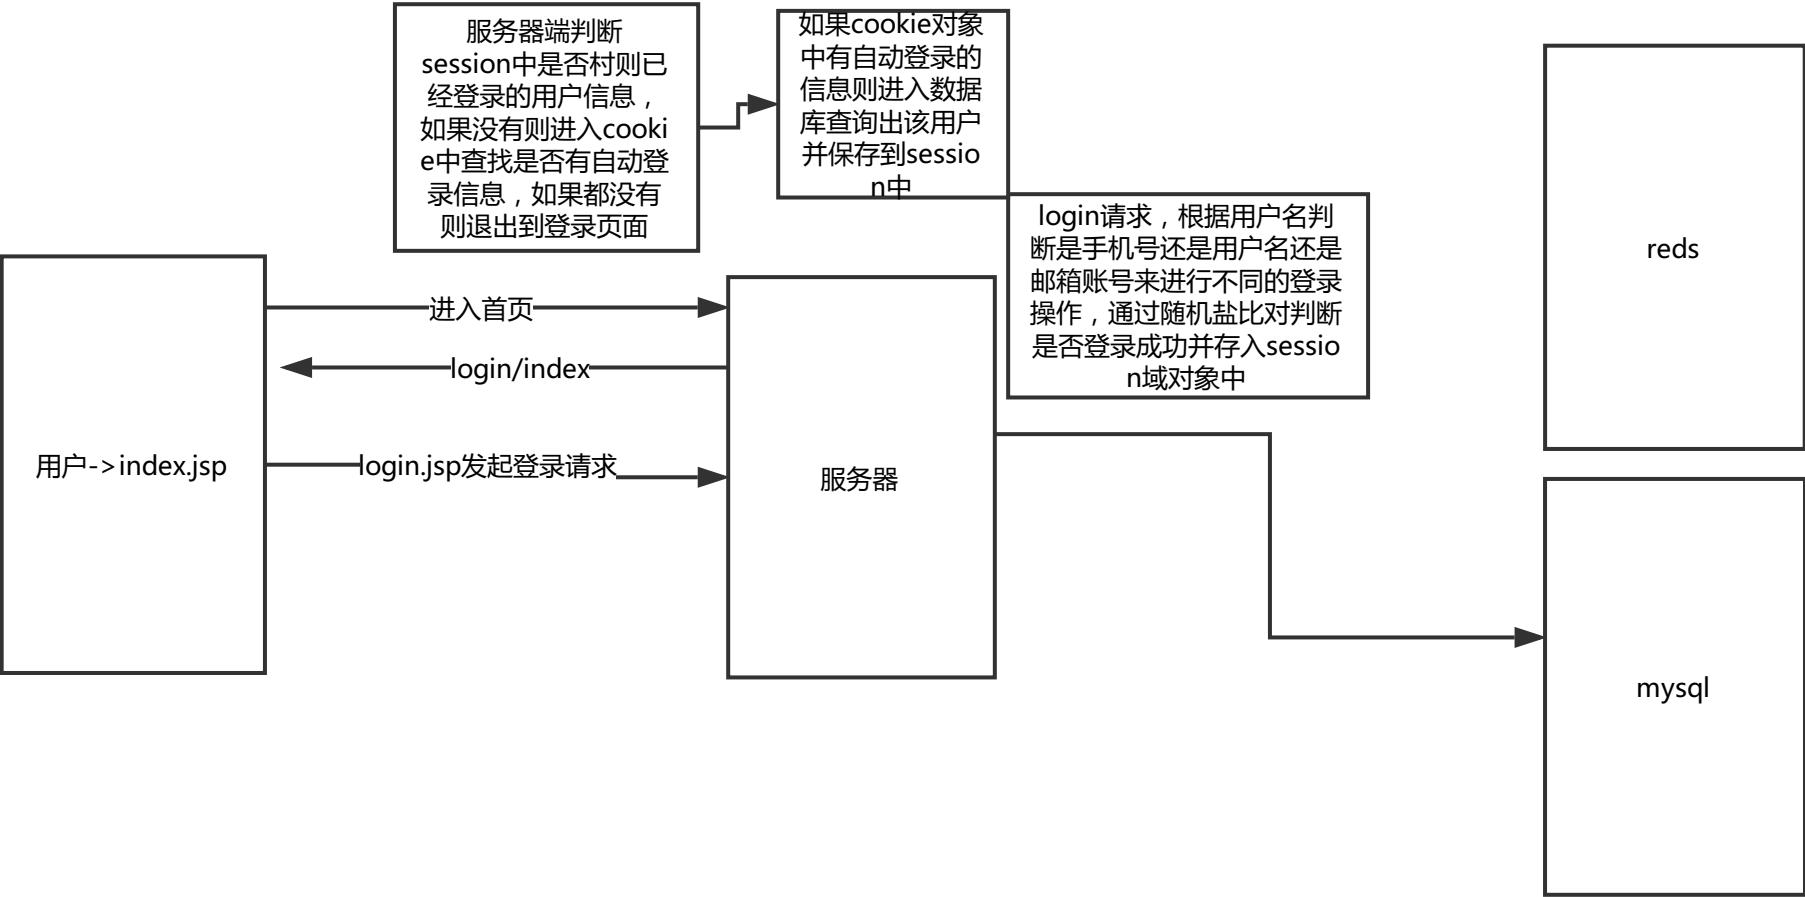 服务器端判断
session中是否村则已
经登录的用户信息，
如果没有则进入cooki
e中查找是否有自动登
录信息，如果都没有
则退出到登录页面
如果cookie对象
中有自动登录的
信息则进入数据
库查询出该用户
并保存到sessio
n中
login请求，根据用户名判
断是手机号还是用户名还是
邮箱账号来进行不同的登录
操作，通过随机盐比对判断
是否登录成功并存入sessio
n域对象中
reds
进入首页
login/index
用户->index.jsp
login.jsp发起登录请求
服务器
mysql